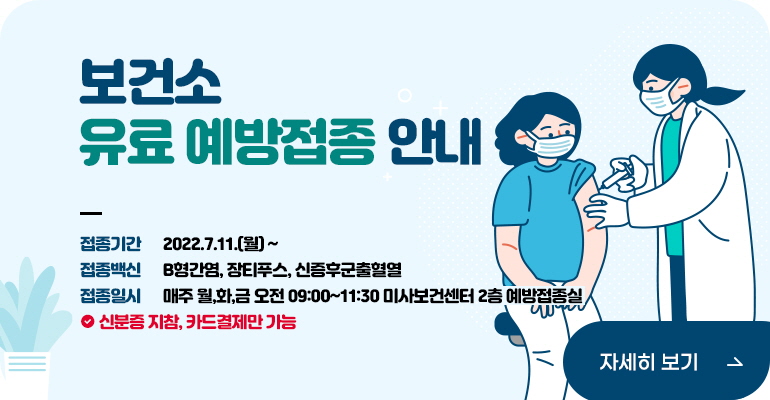 보건소
유료 예방접종 안내
접종기간 2022.7.11.(월) ~
접종백신 B형간염, 장티푸스, 신증후군출혈열
접종일시 매주 월,화,금 오전 09:00~11:30 미사보건센터 2층 예방접종실
신분증 지참, 카드결제만 가능
자세히 보기